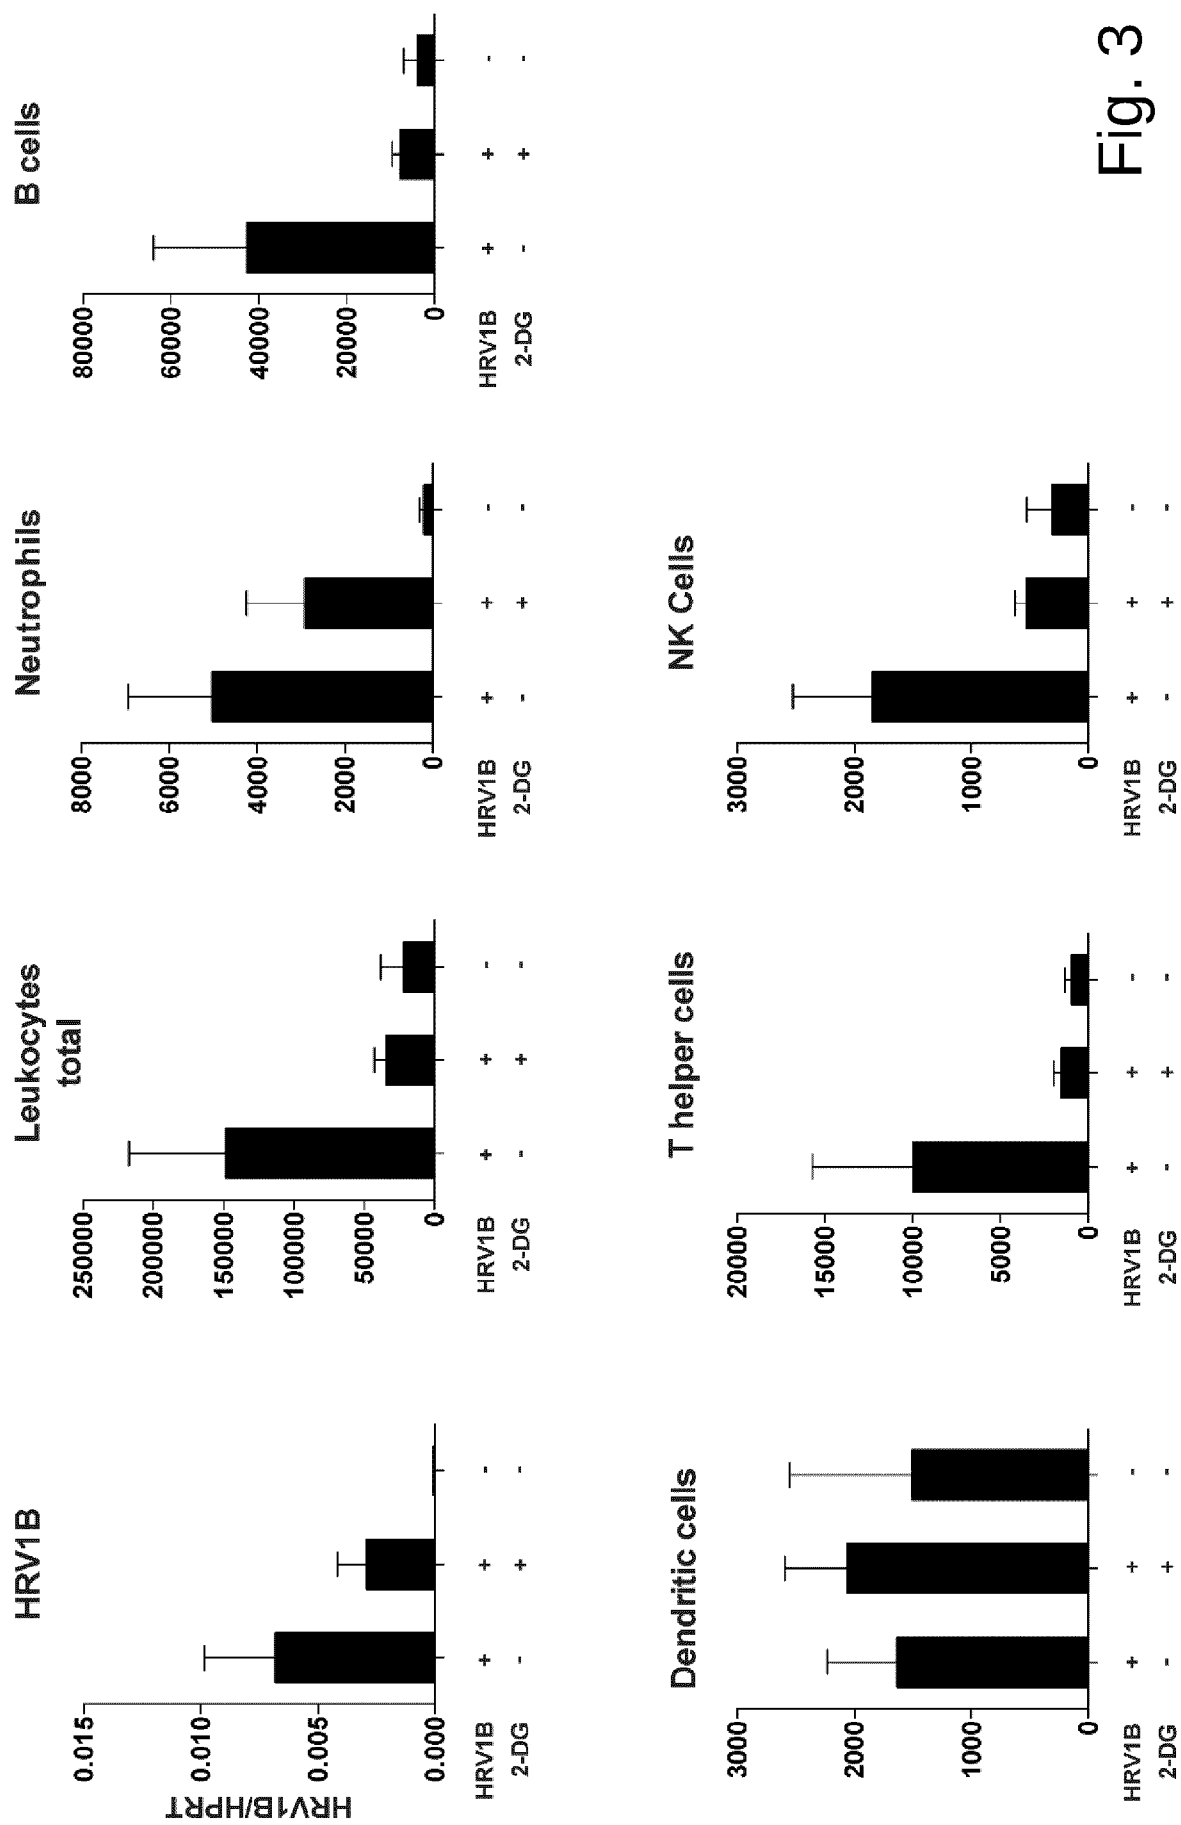 HRV1B
HRV1B/HPRT
0.015
0.010
0.005
0.000
HRV1B + + -
2-DG - + -
Leukocytes
total
250000
200000
150000
100000
50000
0
HRV1B + + -
2-DG - + -
Neutrophils
8000
6000
4000
2000
0
HRV1B + + -
2-DG - + -
B cells
80000
60000
40000
20000
0
HRV1B + + -
2-DG - + -
Dendritic cells
3000
2000
1000
0
HRV1B + + -
2-DG - + -
T helper cells
20000
15000
10000
5000
0
HRV1B + + -
2-DG - + -
NK Cells
3000
2000
1000
0
HRV1B + + -
2-DG - + -
Fig. 3